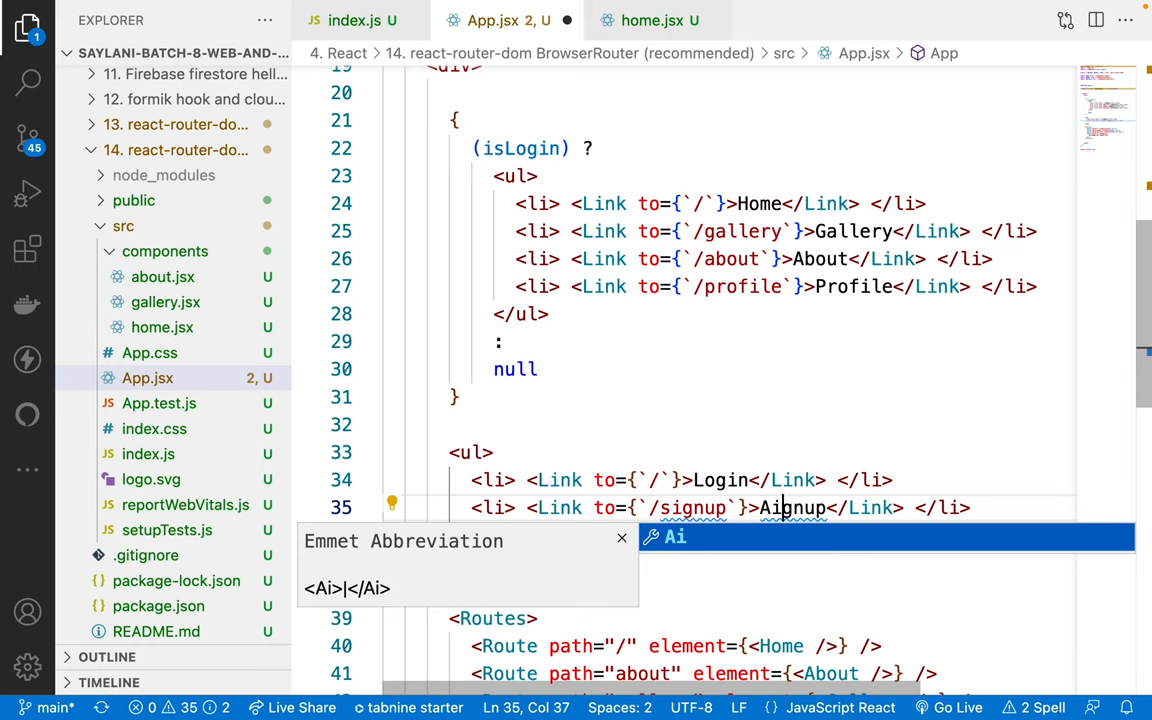 EXPLORER
index.js U
App.jsx 2, U
home.jsx U
SAYLANI-BATCH-8-WEB-AND-...
4. React > 14. react-router-dom BrowserRouter (recommended) > src > App.jsx > App
11. Firebase firestore hell...
12. formik hook and clou...
13. react-router-do...
14. react-router-do...
node_modules
public
src
components
about.jsx U
gallery.jsx U
home.jsx U
App.css U
App.jsx 2, U
App.test.js U
index.css U
index.js U
logo.svg U
reportWebVitals.js U
setupTests.js U
.gitignore U
package-lock.json U
package.json U
README.md U
OUTLINE
TIMELINE
1
45
19 <div>
20
21 {
22 (isLogin) ?
23 <ul>
24 <li> <Link to={`/`}>Home</Link> </li>
25 <li> <Link to={`/gallery`}>Gallery</Link> </li>
26 <li> <Link to={`/about`}>About</Link> </li>
27 <li> <Link to={`/profile`}>Profile</Link> </li>
28 </ul>
29 :
30 null
31 }
32
33 <ul>
34 <li> <Link to={`/`}>Login</Link> </li>
35 <li> <Link to={`/signup`}>Aignup</Link> </li>
Emmet Abbreviation
<Ai>|</Ai>
Ai
39 <Routes>
40 <Route path="/" element={<Home />} />
41 <Route path="about" element={<About />} />
main* 0 35 2 Live Share tabnine starter Ln 35, Col 37 Spaces: 2 UTF-8 LF {} JavaScript React Go Live 2 Spell